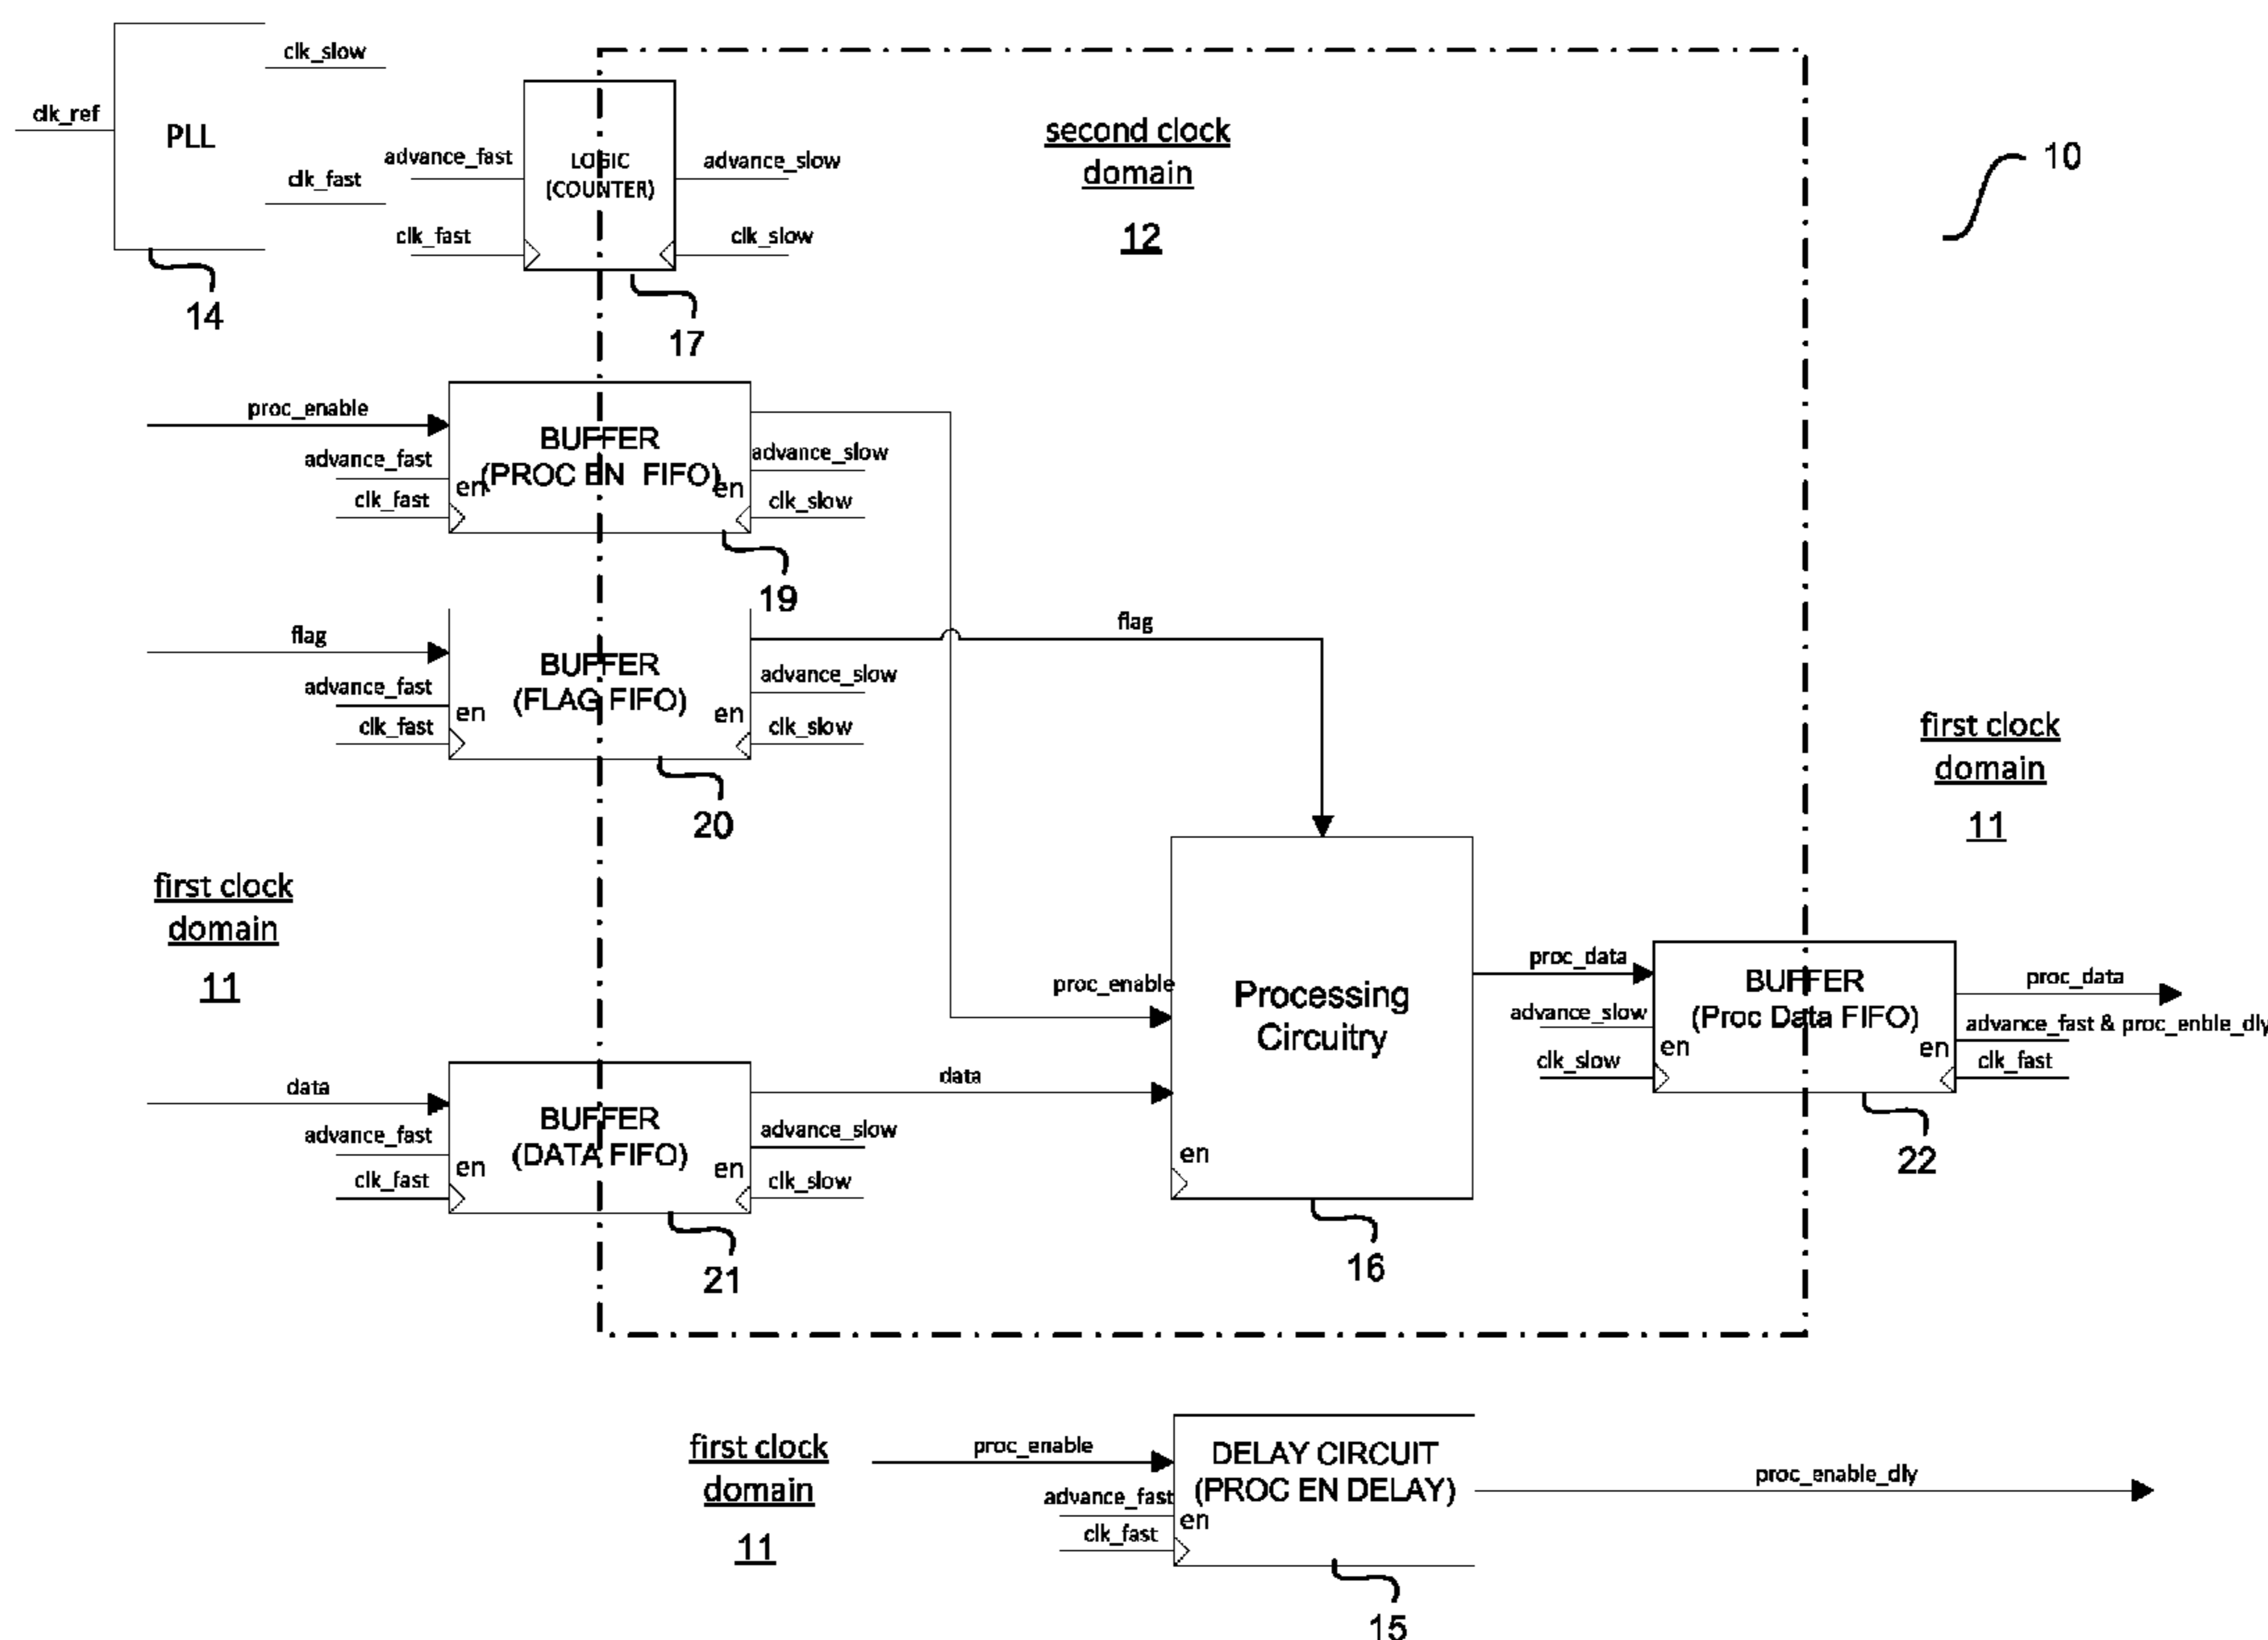 clk_slow
clk_ref
PLL
clk_fast
14
advance_fast
LOGIC
(COUNTER)
advance_slow
clk_fast
clk_slow
17
second clock
domain
12
10
proc_enable
BUFFER
(PROC EN FIFO)
advance_fast
en
clk_fast
advance_slow
en
clk_slow
19
flag
BUFFER
(FLAG FIFO)
advance_fast
en
clk_fast
flag
advance_slow
en
clk_slow
20
first clock
domain
11
first clock
domain
11
data
BUFFER
(DATA FIFO)
advance_fast
en
clk_fast
data
advance_slow
en
clk_slow
21
proc_enable
Processing
Circuitry
en
16
proc_data
BUFFER
(Proc Data FIFO)
advance_slow
en
clk_slow
proc_data
advance_fast & proc_enble_dly
en
clk_fast
22
first clock
domain
11
proc_enable
DELAY CIRCUIT
(PROC EN DELAY)
advance_fast
en
clk_fast
proc_enable_dly
15